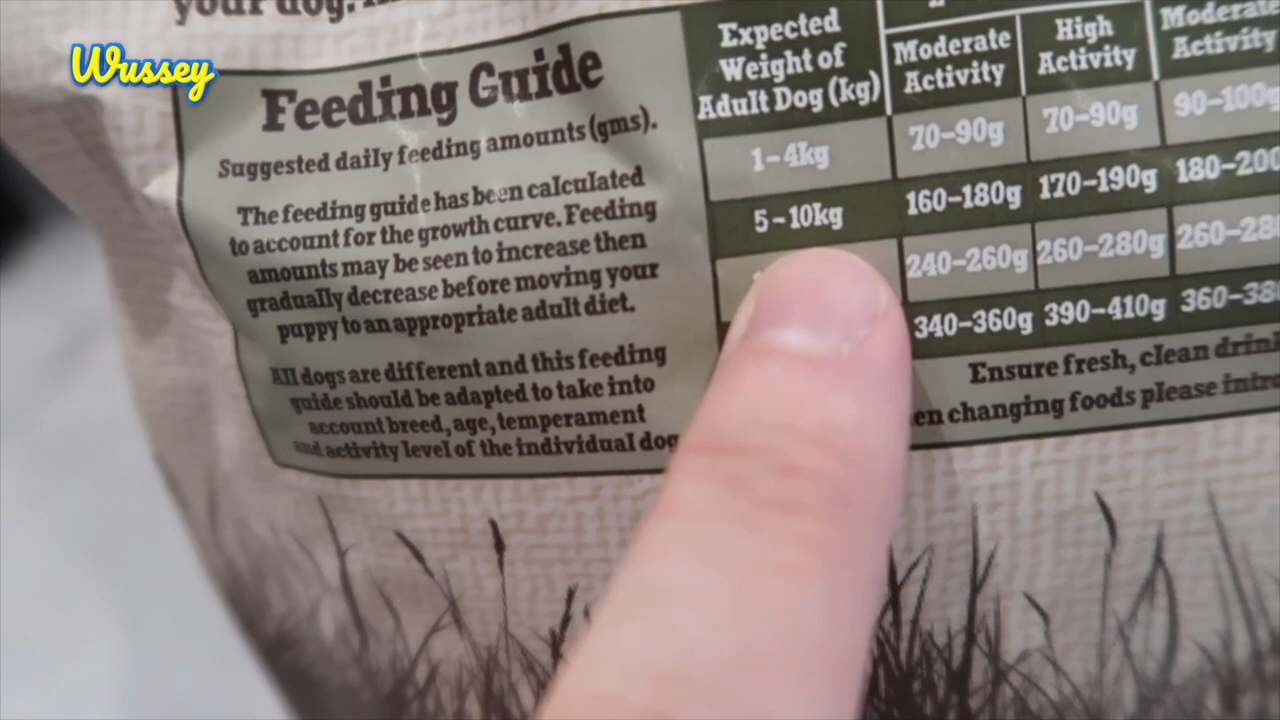 your dog.
Wussey
Feeding Guide
Suggested daily feeding amounts (gms).
The feeding guide has been calculated
to account for the growth curve. Feeding
amounts may be seen to increase then
gradually decrease before moving your
puppy to an appropriate adult diet.
All dogs are different and this feeding
guide should be adapted to take into
account breed, age, temperament
and activity level of the individual dog
Expected
Weight of
Adult Dog (kg)
Moderate
Activity
High
Activity
Moderate
Activity
1-4kg 70-90g 70-90g 90-100g
5-10kg 160-180g 170-190g 180-200
240-260g 260-280g 260-28
340-360g 390-410g 360-38
Ensure fresh, clean
changing foods please